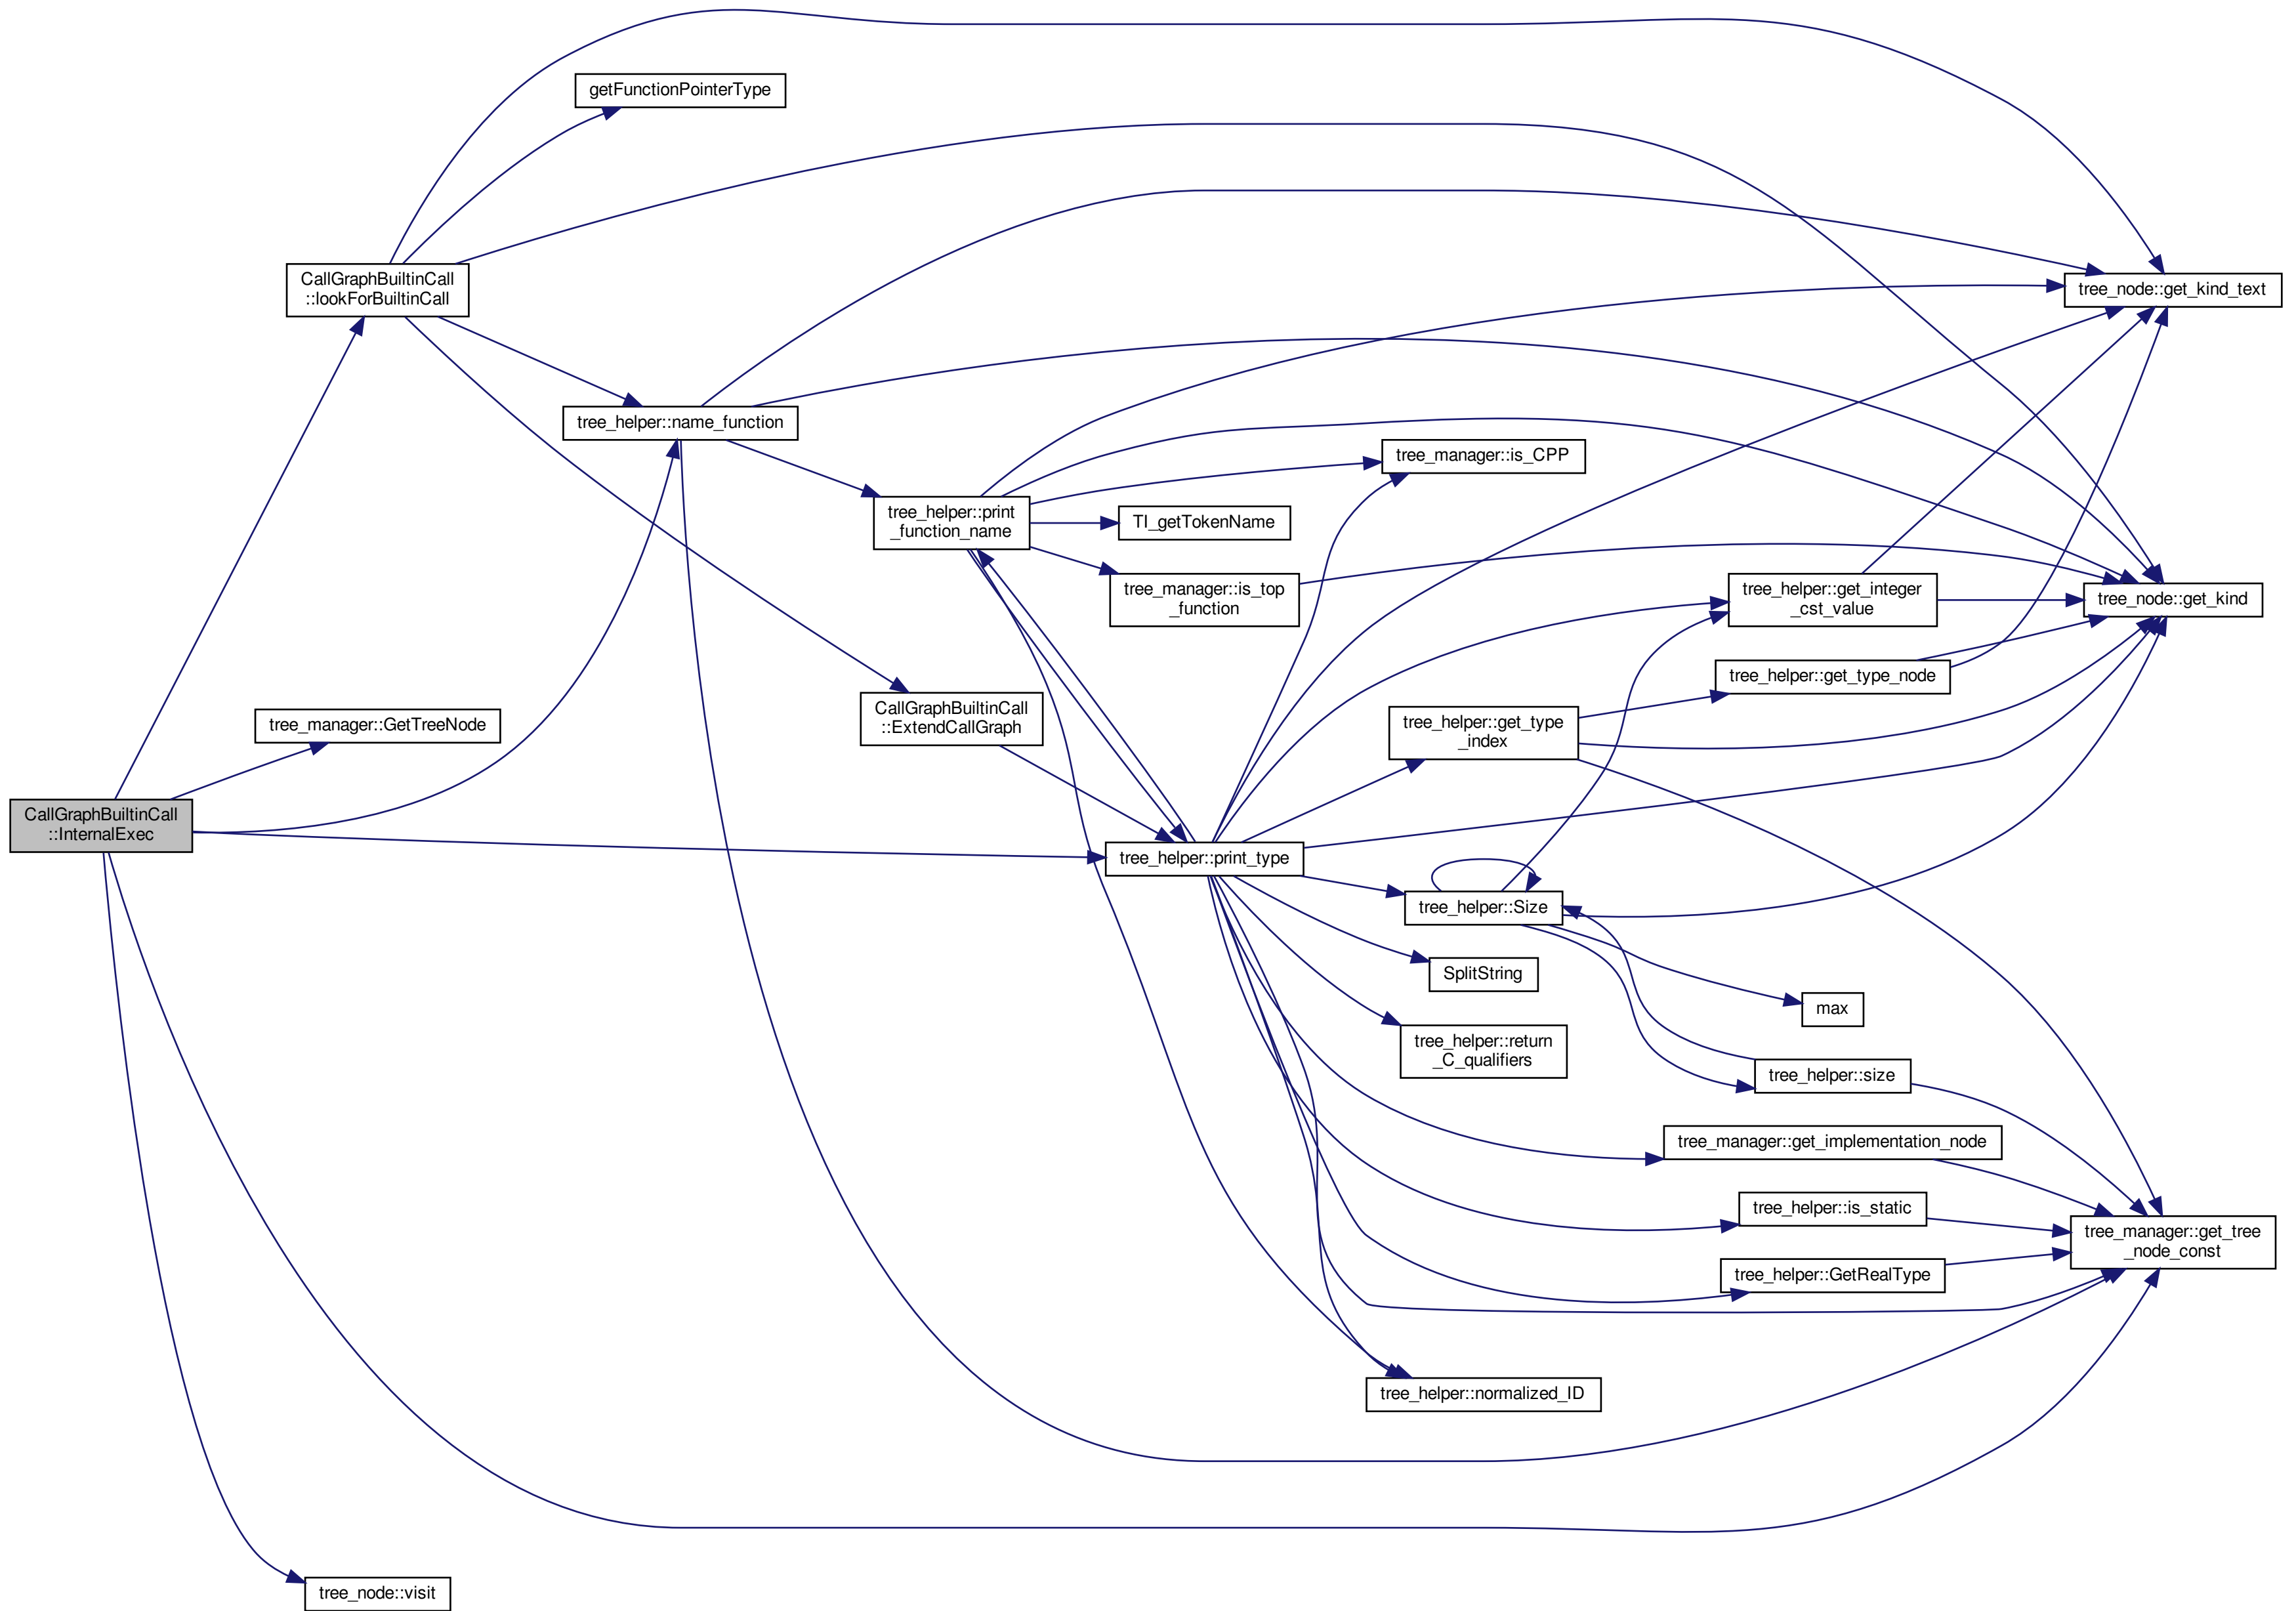 getFunctionPointerType
CallGraphBuiltinCall
::lookForBuiltinCall
tree_node::get_kind_text
tree_helper::name_function
tree_manager::is_CPP
tree_helper::print
_function_name
TI_getTokenName
tree_manager::is_top
_function
tree_helper::get_integer
_cst_value
tree_node::get_kind
tree_helper::get_type_node
CallGraphBuiltinCall
::ExtendCallGraph
tree_manager::GetTreeNode
tree_helper::get_type
_index
CallGraphBuiltinCall
::InternalExec
tree_helper::print_type
tree_helper::Size
SplitString
max
tree_helper::return
_C_qualifiers
tree_helper::size
tree_manager::get_implementation_node
tree_helper::is_static
tree_manager::get_tree
_node_const
tree_helper::GetRealType
tree_helper::normalized_ID
tree_node::visit